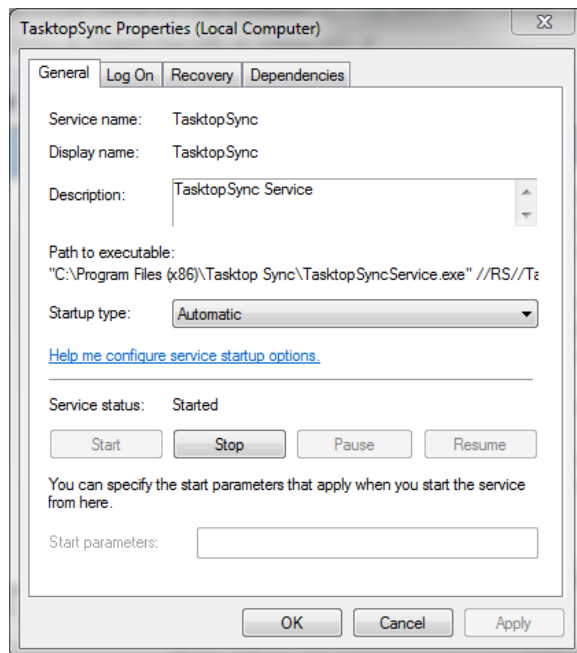 TasktopSync Properties (Local Computer)
General Log On Recovery Dependencies
Service name: TasktopSync
Display name: TasktopSync
Description: TasktopSync Service
Path to executable:
"C:\Program Files (x86)\Tasktop Sync\TasktopSyncService.exe" //RS//Ta
Startup type: Automatic
Help me configure service startup options.
Service status: Started
Start Stop Pause Resume
You can specify the start parameters that apply when you start the service
from here.
Start parameters:
OK Cancel Apply